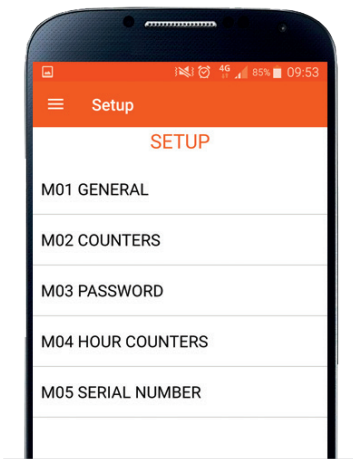 4G 85% 09:53
Setup
SETUP
M01 GENERAL
M02 COUNTERS
M03 PASSWORD
M04 HOUR COUNTERS
M05 SERIAL NUMBER